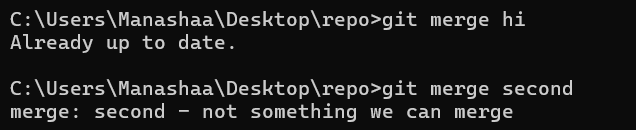 C:\Users\Manashaa\Desktop\repo>git merge hi
Already up to date.
C:\Users\Manashaa\Desktop\repo>git merge second
merge: second - not something we can merge